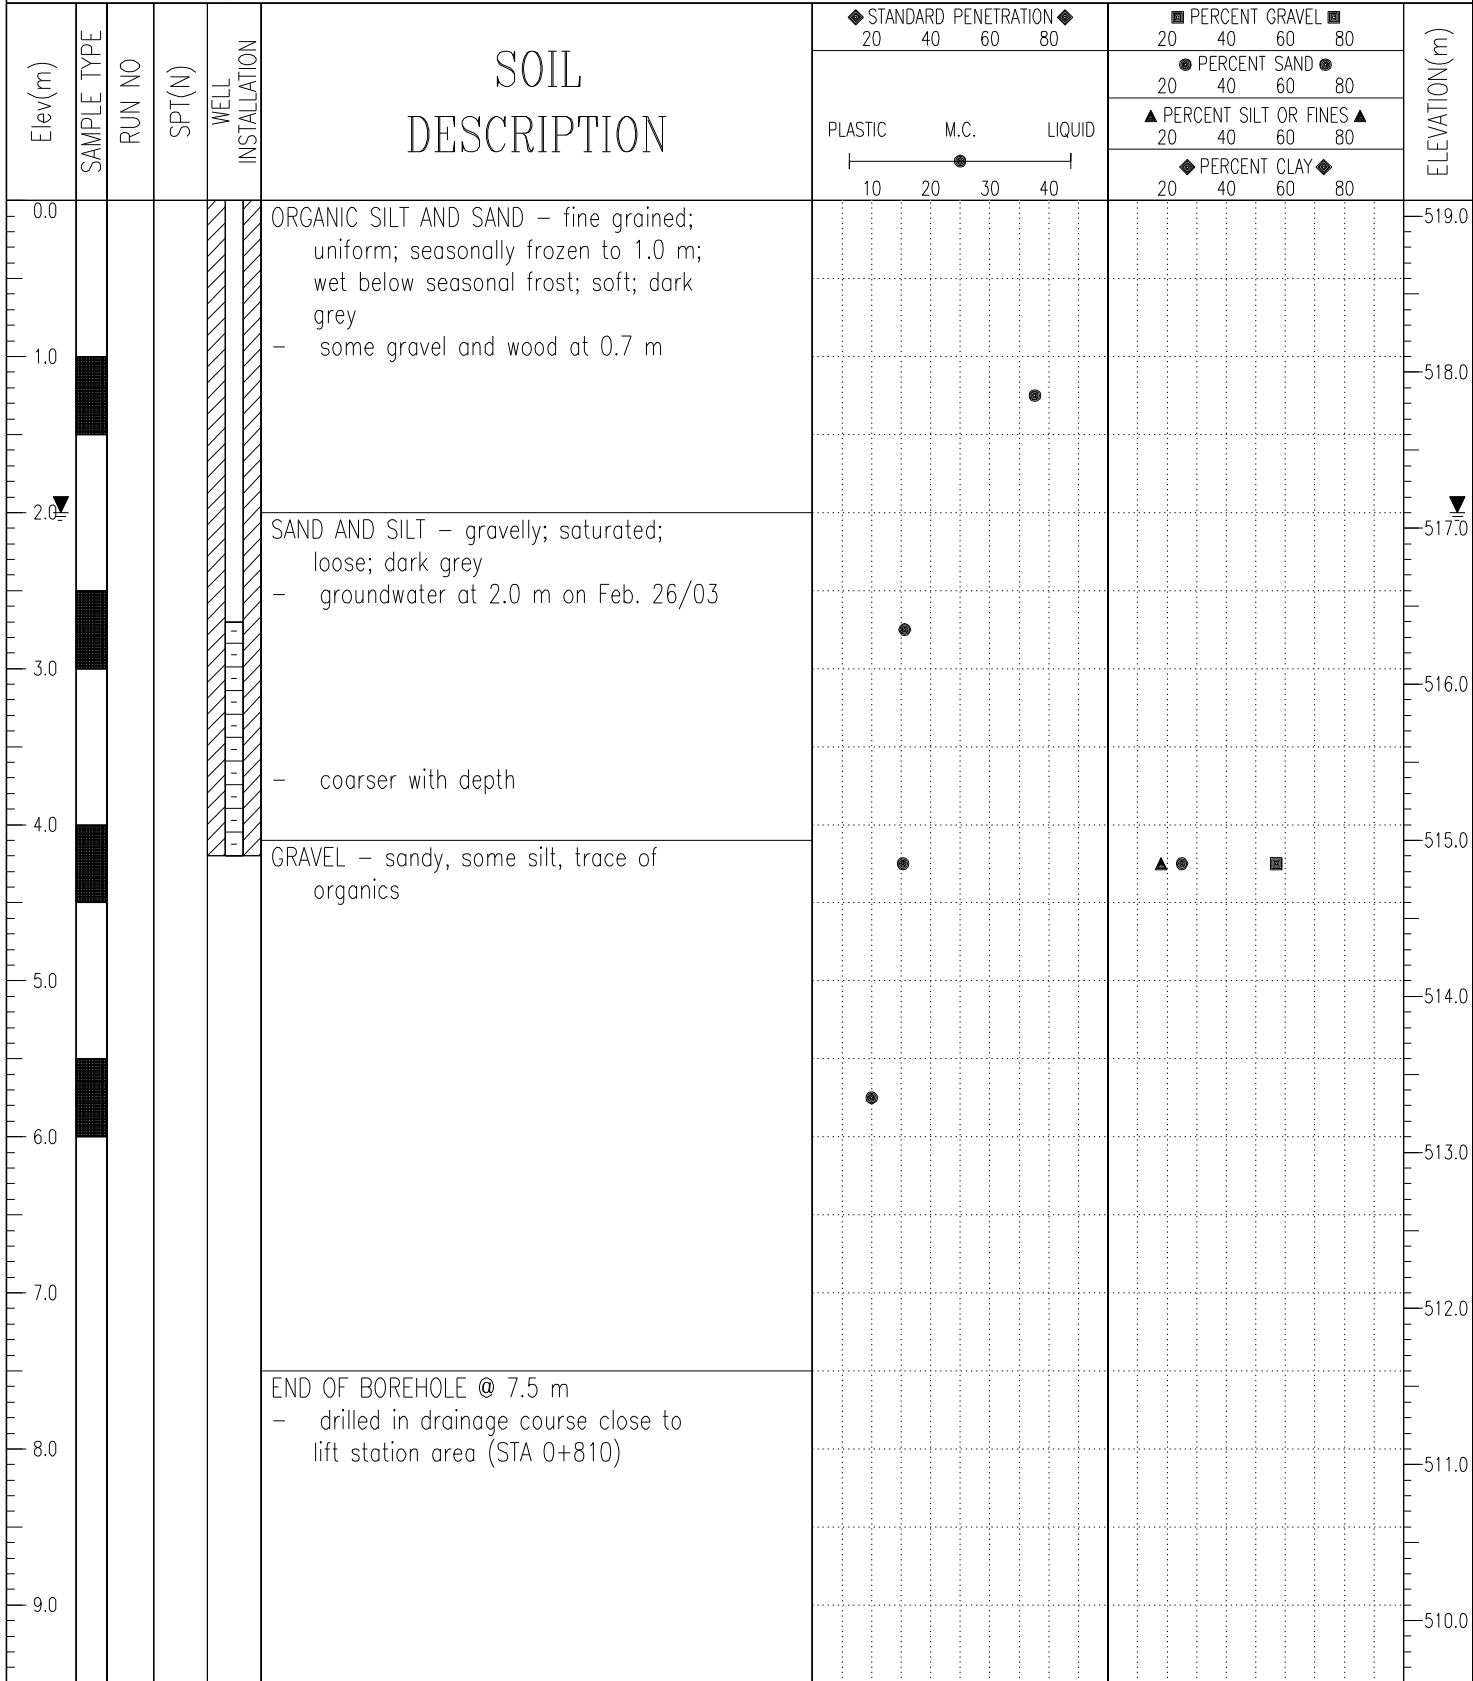 Elev(m)
SAMPLE TYPE
RUN NO
SPT(N)
WELL
INSTALLATION
SOIL
DESCRIPTION
STANDARD PENETRATION
20 40 60 80
PLASTIC M.C. LIQUID
10 20 30 40
PERCENT GRAVEL
20 40 60 80
PERCENT SAND
20 40 60 80
PERCENT SILT OR FINES
20 40 60 80
PERCENT CLAY
20 40 60 80
ELEVATION(m)
0.0
1.0
2.0
3.0
4.0
5.0
6.0
7.0
8.0
9.0
ORGANIC SILT AND SAND – fine grained;
uniform; seasonally frozen to 1.0 m;
wet below seasonal frost; soft; dark
grey
– some gravel and wood at 0.7 m
SAND AND SILT – gravelly; saturated;
loose; dark grey
– groundwater at 2.0 m on Feb. 26/03
– coarser with depth
GRAVEL – sandy, some silt, trace of
organics
END OF BOREHOLE @ 7.5 m
– drilled in drainage course close to
lift station area (STA 0+810)
519.0
518.0
517.0
516.0
515.0
514.0
513.0
512.0
511.0
510.0